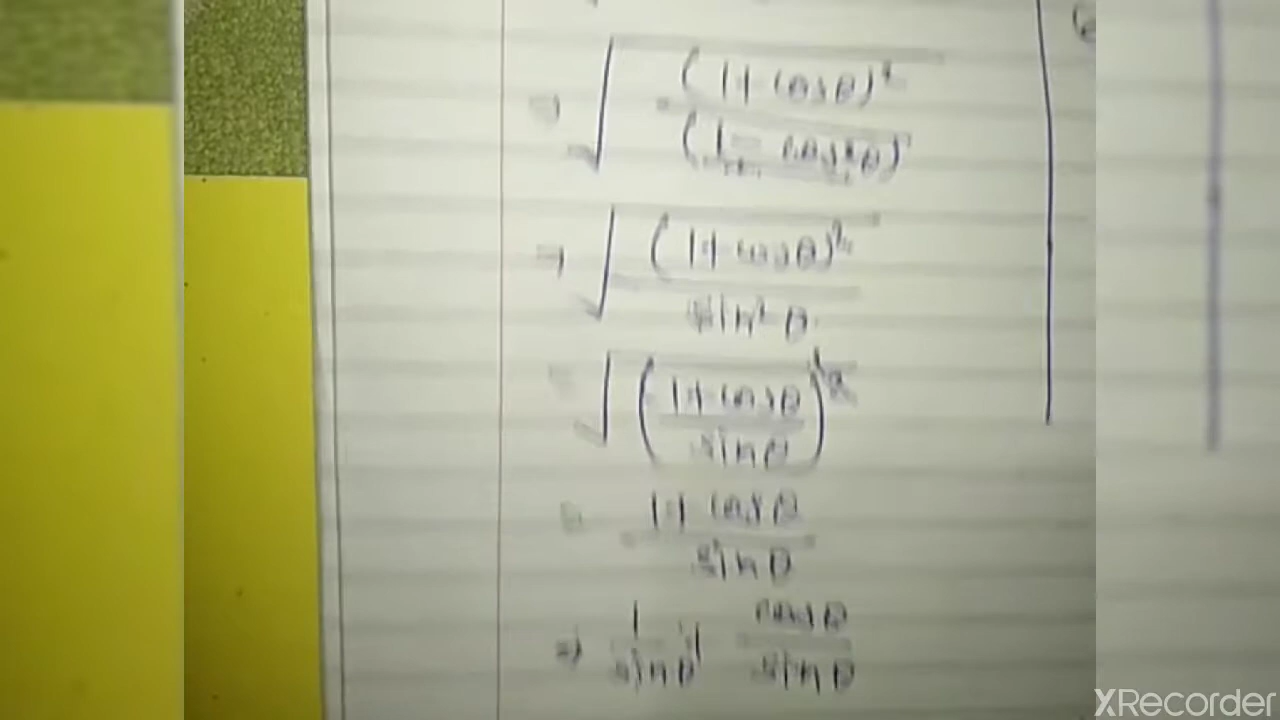 ⇒ √((1+cosθ)² / (1-cos²θ))
⇒ √((1+cosθ)² / sin²θ)
= √((1+cosθ / sinθ)²)
= 1+cosθ / sinθ
⇒ 1 / sinθ + cosθ / sinθ
XRecorder